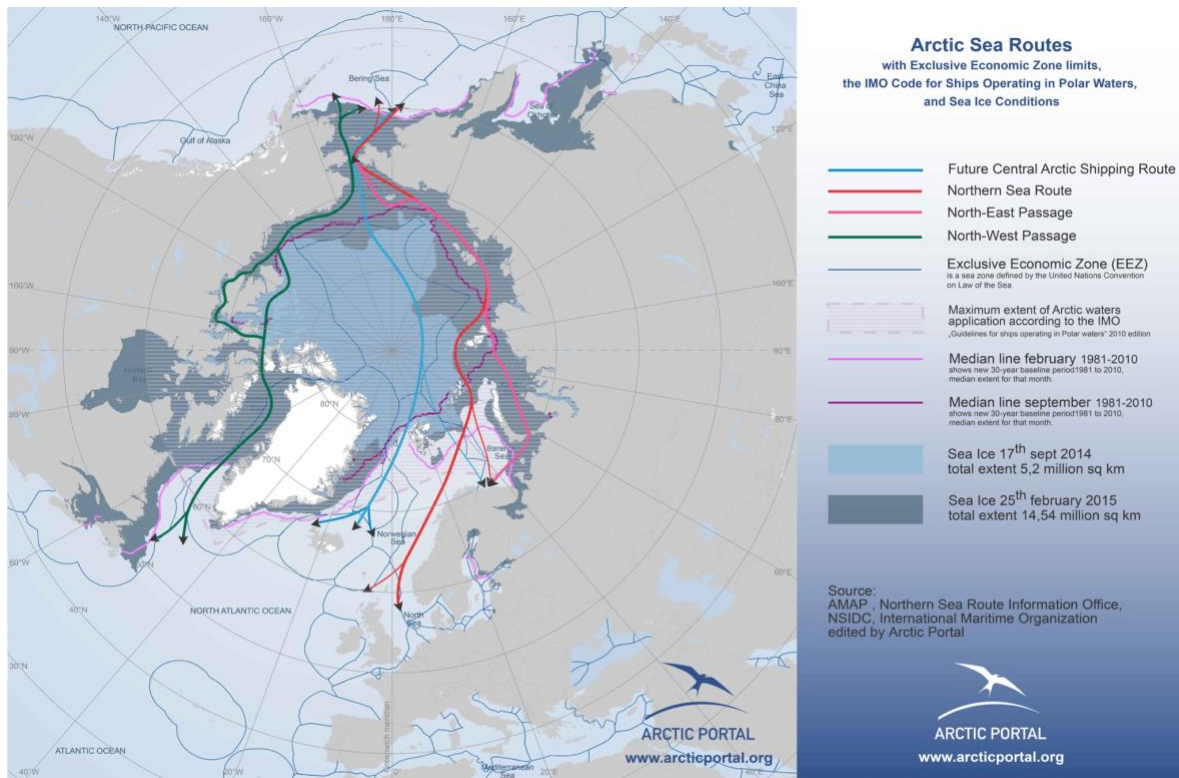 NORTH PACIFIC OCEAN
160°W
180°E
160°E
140°E
Bering Sea
East
China
Sea
Sea of
130°W
Gulf of Alaska
120°E
100°W
100°E
90°W
90°E
Hudson
Bay
80°W
80°N
80°E
70°N
Barents
Sea
60°N
Norwegian
Sea
60°W
60°E
40°N
NORTH ATLANTIC OCEAN
North
Sea
30°N
Greenwich meridian
ATLANTIC OCEAN
Mediterranean
Sea
40°W
20°W
0°
20°E
40°E
ARCTIC PORTAL
www.arcticportal.org
Arctic Sea Routes
with Exclusive Economic Zone limits,
the IMO Code for Ships Operating in Polar Waters,
and Sea Ice Conditions
Future Central Arctic Shipping Route
Northern Sea Route
North-East Passage
North-West Passage
Exclusive Economic Zone (EEZ)
is a sea zone defined by the United Nations Convention
on Law of the Sea
Maximum extent of Arctic waters
application according to the IMO
„Guidelines for ships operating in Polar waters" 2010 edition
Median line february 1981-2010
shows new 30-year baseline period1981 to 2010,
median extent for that month.
Median line september 1981-2010
shows new 30-year baseline period1981 to 2010,
median extent for that month.
Sea Ice 17th sept 2014
total extent 5,2 million sq km
Sea Ice 25th february 2015
total extent 14,54 million sq km
Source:
AMAP , Northern Sea Route Information Office,
NSIDC, International Maritime Organization
edited by Arctic Portal
ARCTIC PORTAL
www.arcticportal.org